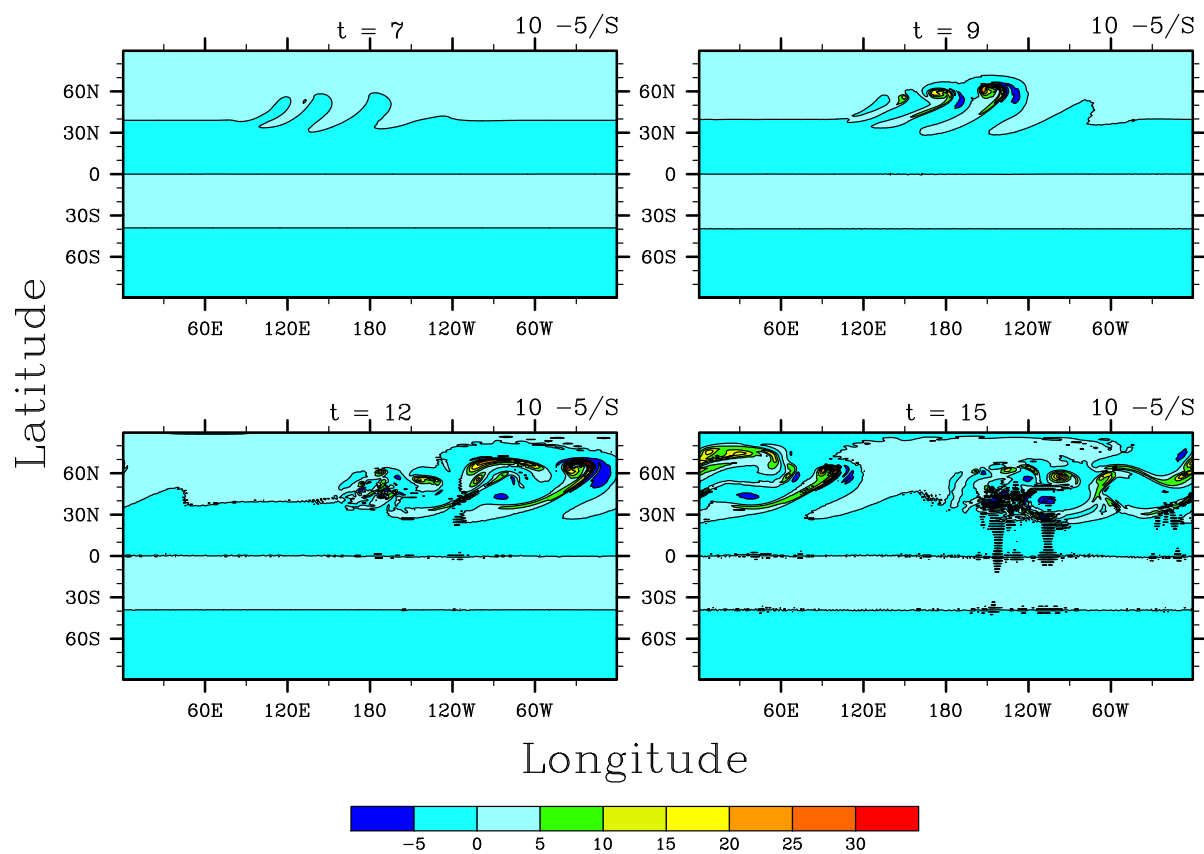 t = 7 10 -5/S
t = 9 10 -5/S
60N 60N
30N 30N
0 0
30S 30S
60S 60S
60E 120E 180 120W 60W
60E 120E 180 120W 60W
Latitude
t = 12 10 -5/S
t = 15 10 -5/S
60N 60N
30N 30N
0 0
30S 30S
60S 60S
60E 120E 180 120W 60W
60E 120E 180 120W 60W
Longitude
-5 0 5 10 15 20 25 30